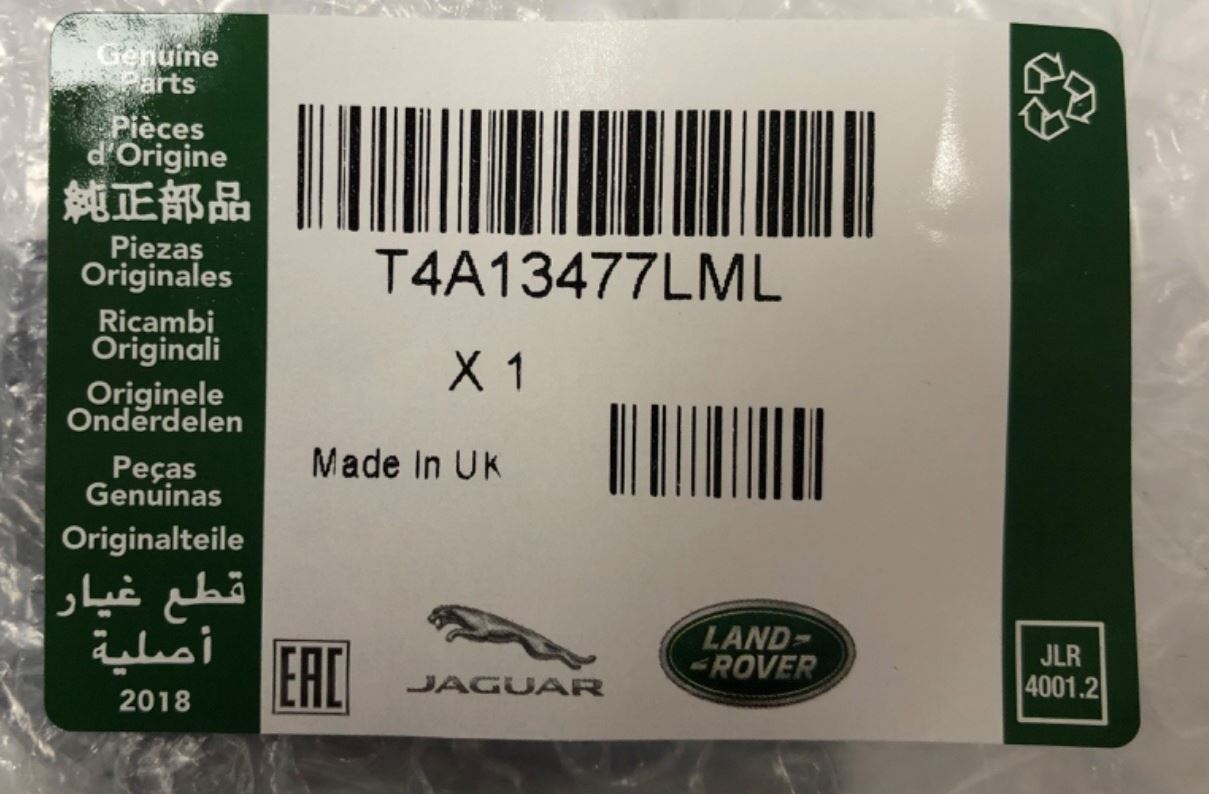 Genuine
Parts
Pièces
d'Origine
純正部品
Piezas
Originales
Ricambi
Originali
Originele
Onderdelen
Peças
Genuinas
Originalteile
قطع غيار
أصلية
2018
T4A13477LML
X 1
Made In UK
EAC
JAGUAR
LAND-
-ROVER
JLR
4001.2